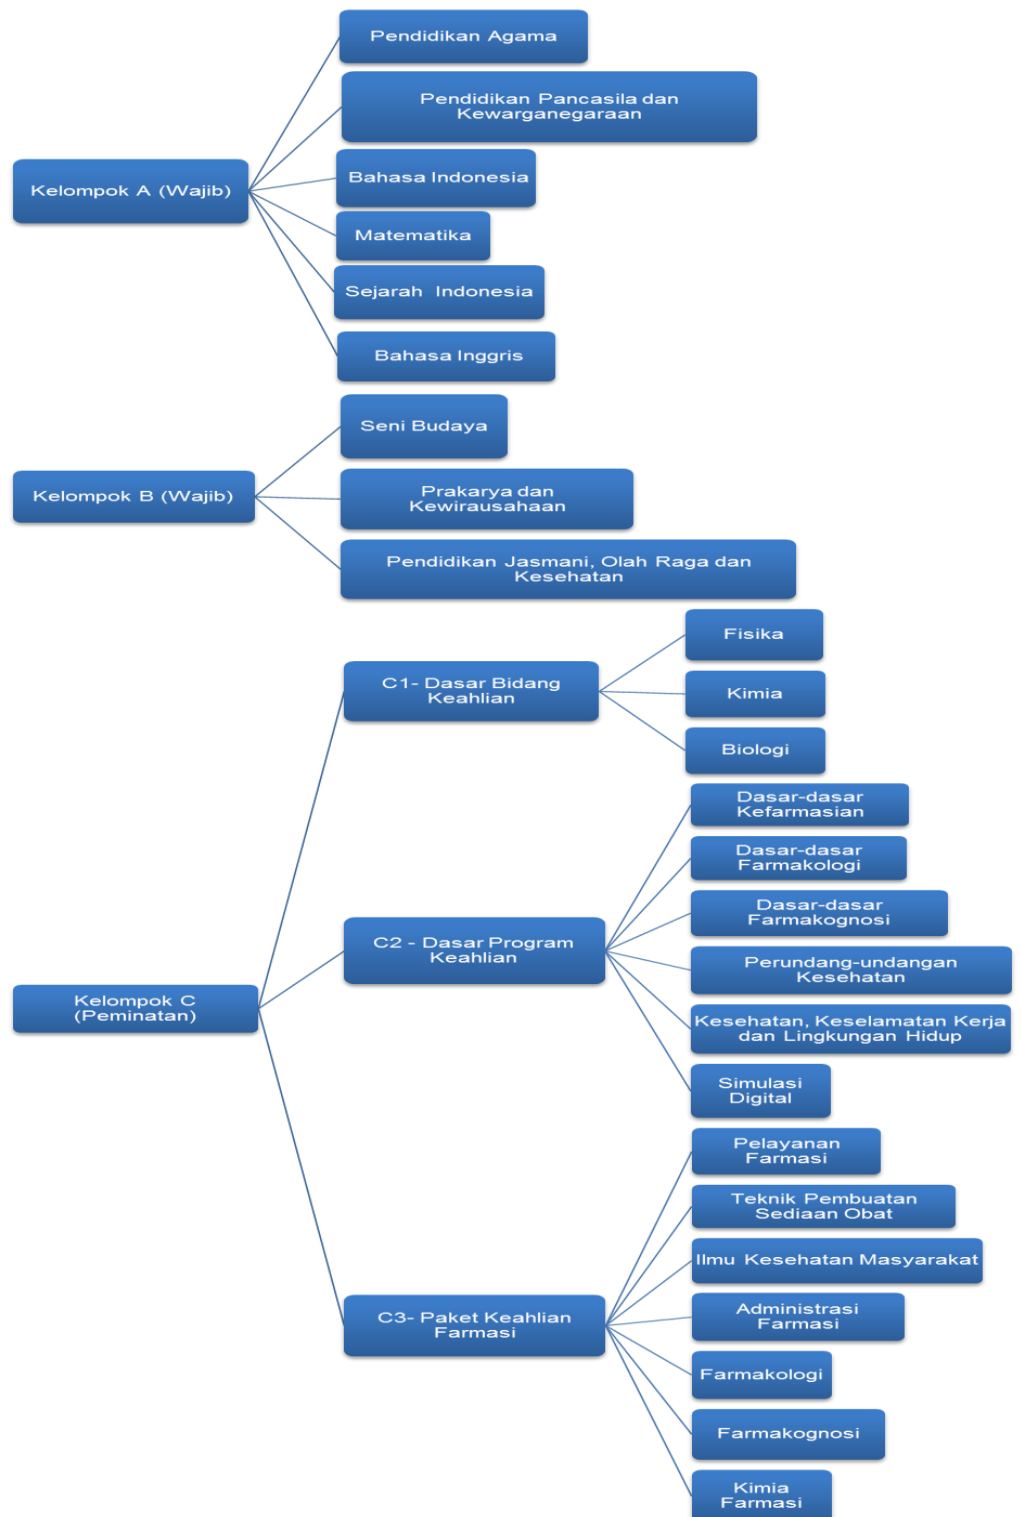 Kelompok A (Wajib)
Pendidikan Agama
Pendidikan Pancasila dan
Kewarganegaraan
Bahasa Indonesia
Matematika
Sejarah Indonesia
Bahasa Inggris
Kelompok B (Wajib)
Seni Budaya
Prakarya dan
Kewirausahaan
Pendidikan Jasmani, Olah Raga dan
Kesehatan
Kelompok C
(Peminatan)
C1- Dasar Bidang
Keahlian
Fisika
Kimia
Biologi
C2 - Dasar Program
Keahlian
Dasar-dasar
Kefarmasian
Dasar-dasar
Farmakologi
Dasar-dasar
Farmakognosi
Perundang-undangan
Kesehatan
Kesehatan, Keselamatan Kerja
dan Lingkungan Hidup
Simulasi
Digital
C3- Paket Keahlian
Farmasi
Pelayanan
Farmasi
Teknik Pembuatan
Sediaan Obat
Ilmu Kesehatan Masyarakat
Administrasi
Farmasi
Farmakologi
Farmakognosi
Kimia
Farmasi